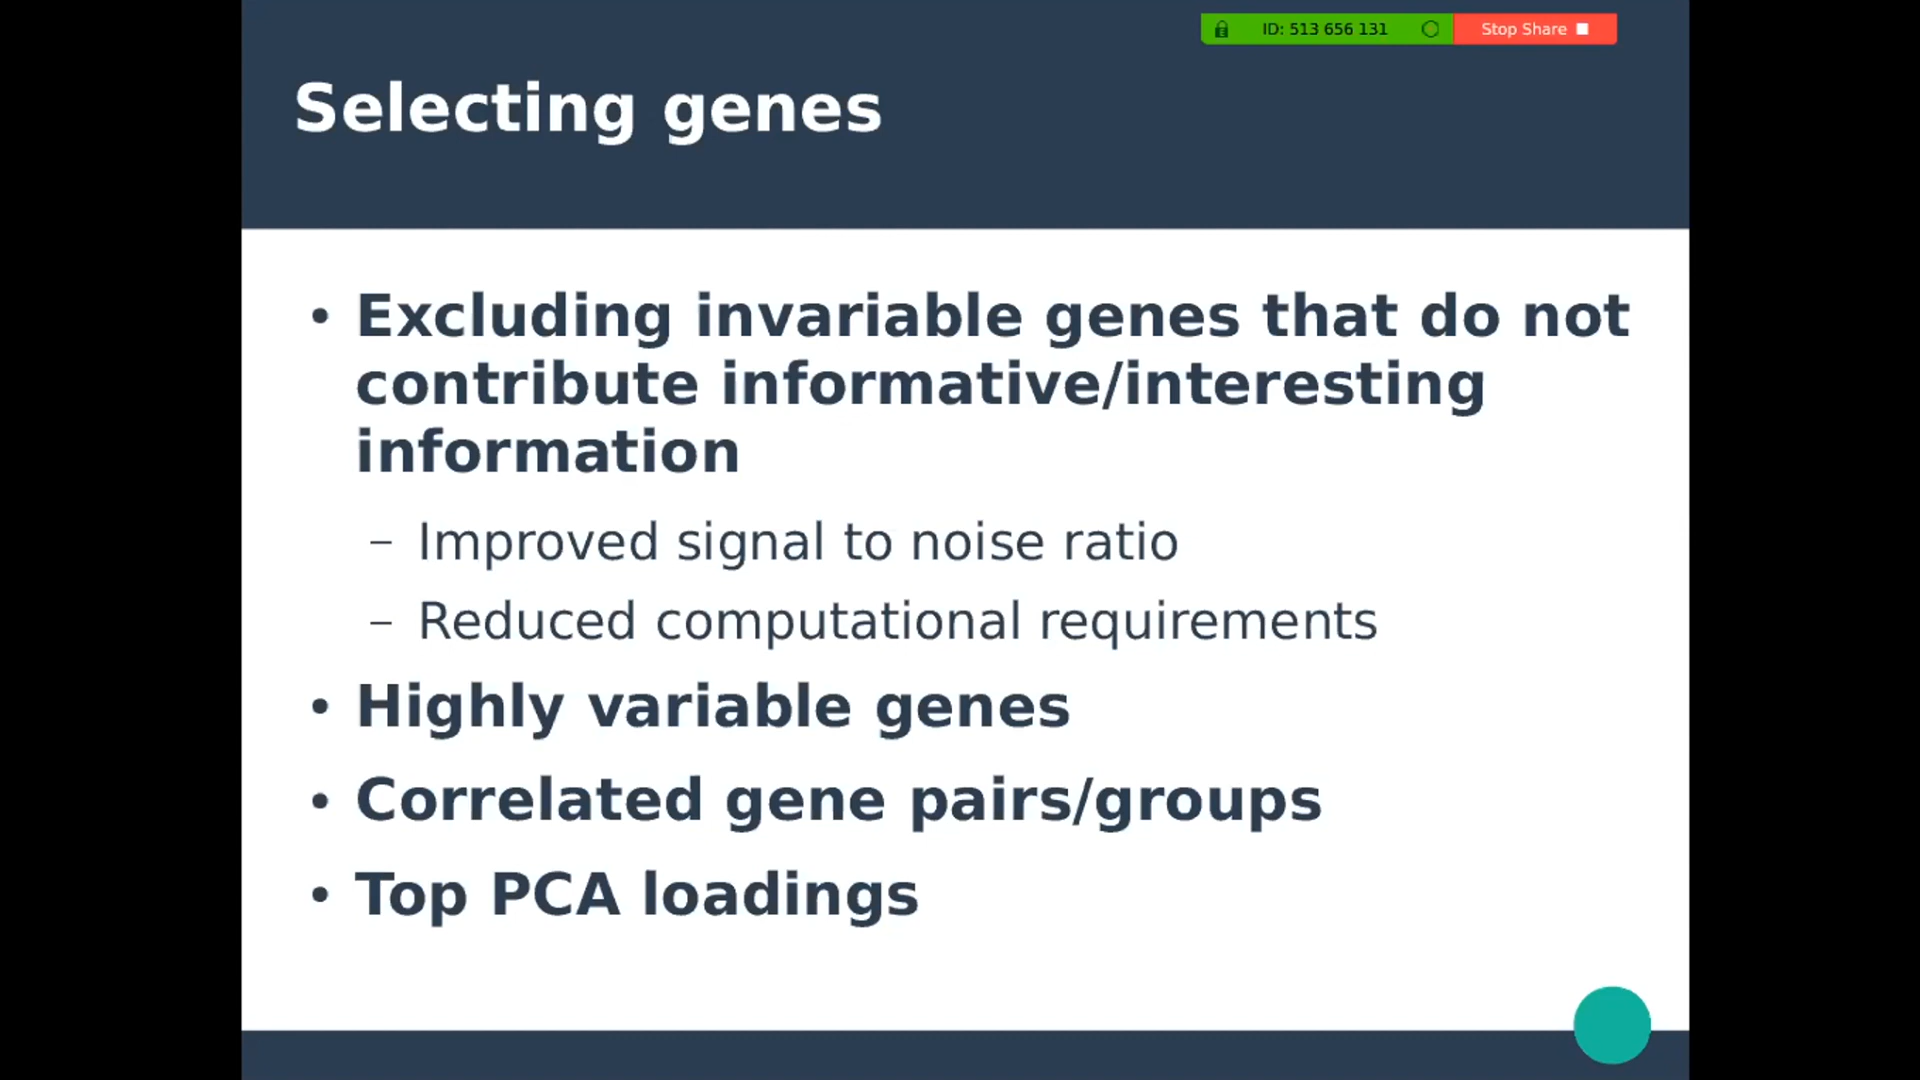 ID: 513 656 131
Stop Share
Selecting genes
• Excluding invariable genes that do not
contribute informative/interesting
information
– Improved signal to noise ratio
– Reduced computational requirements
• Highly variable genes
• Correlated gene pairs/groups
• Top PCA loadings